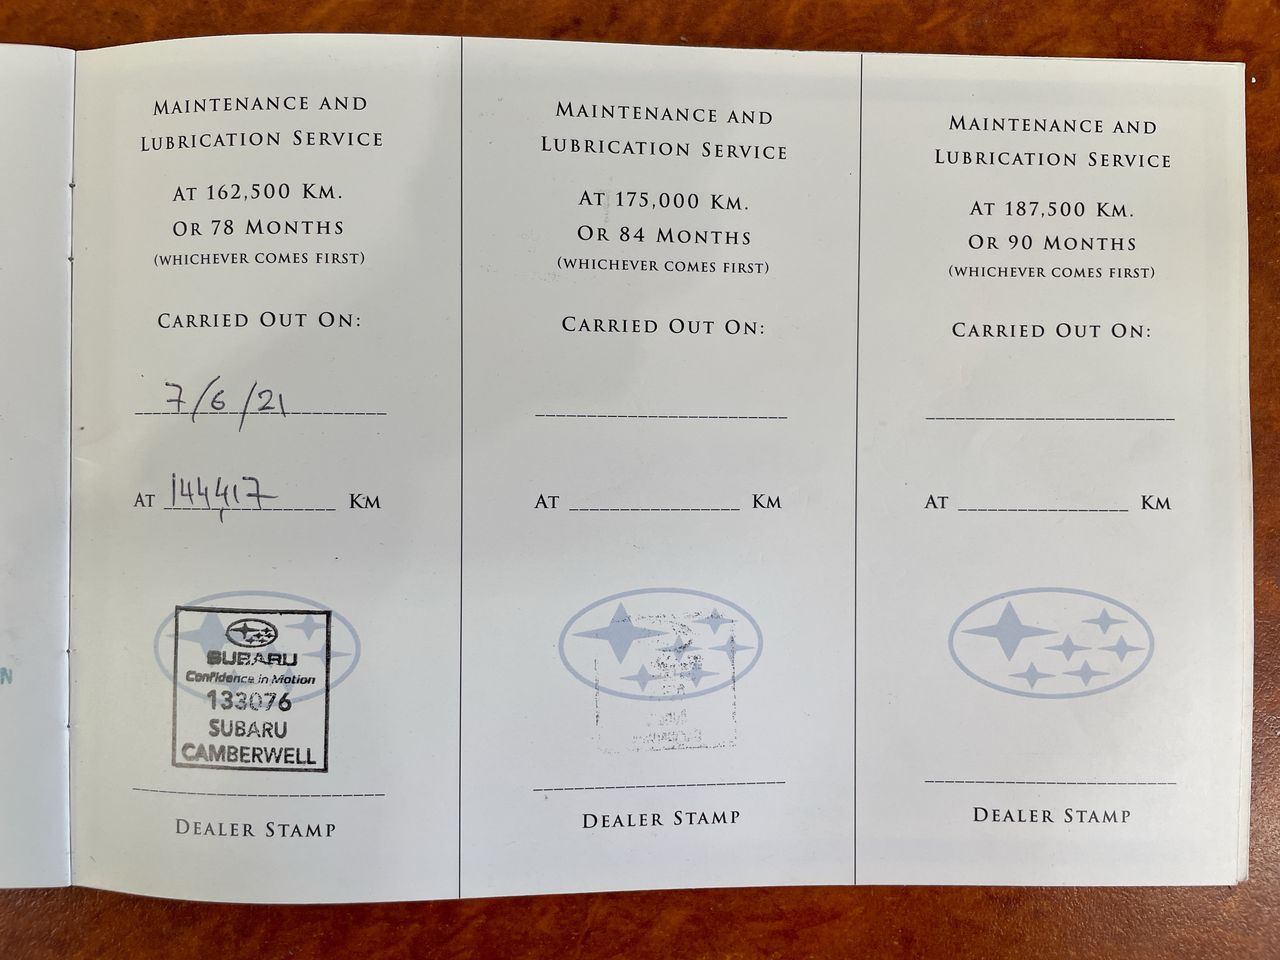 MAINTENANCE AND
LUBRICATION SERVICE
AT 162,500 KM.
OR 78 MONTHS
(WHICHEVER COMES FIRST)
CARRIED OUT ON:
7/6/21
AT 144417 KM
SUBARU
Confidence in Motion
133076
SUBARU
CAMBERWELL
DEALER STAMP
MAINTENANCE AND
LUBRICATION SERVICE
AT 175,000 KM.
OR 84 MONTHS
(WHICHEVER COMES FIRST)
CARRIED OUT ON:
AT KM
DEALER STAMP
MAINTENANCE AND
LUBRICATION SERVICE
AT 187,500 KM.
OR 90 MONTHS
(WHICHEVER COMES FIRST)
CARRIED OUT ON:
AT KM
DEALER STAMP